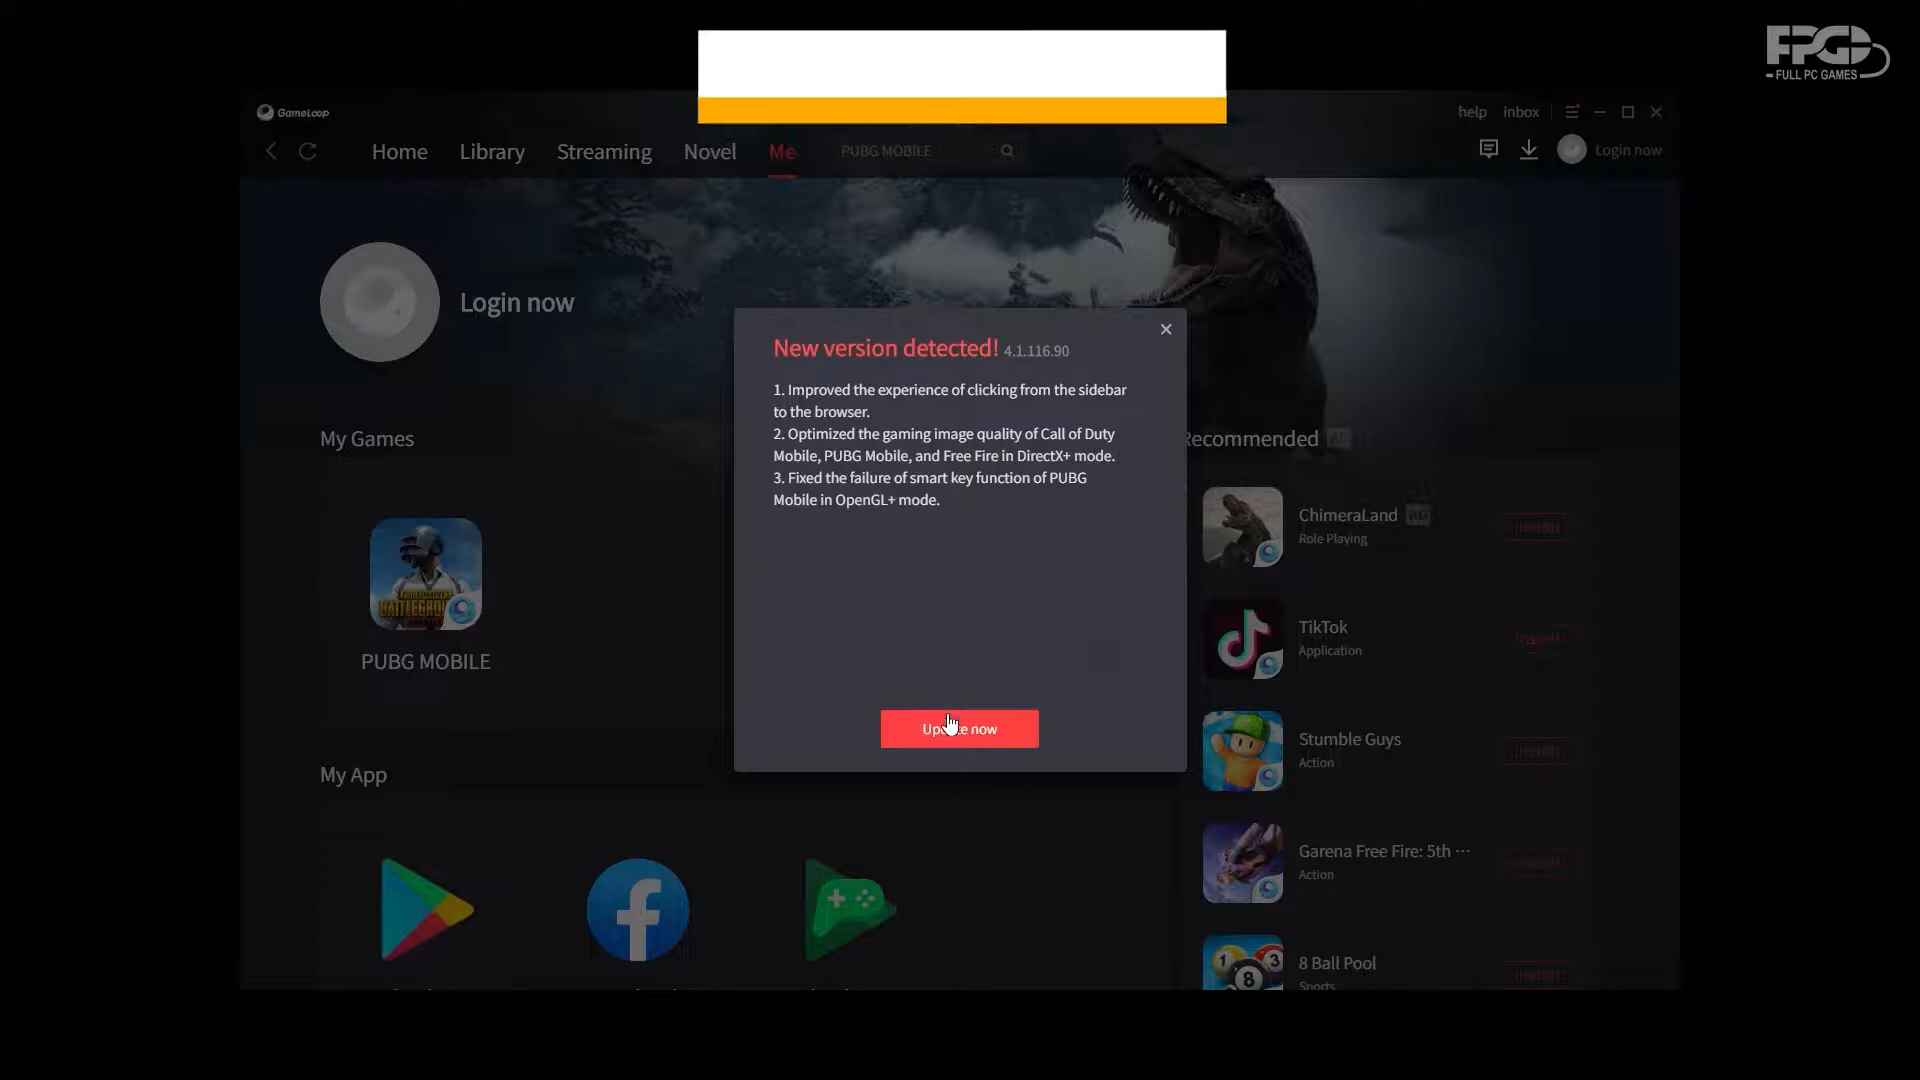 FPG
FULL PC GAMES
GameLoop
help inbox
Home Library Streaming Novel Me PUBG MOBILE Login now
Login now
New version detected! 4.1.116.90
1. Improved the experience of clicking from the sidebar
to the browser.
2. Optimized the gaming image quality of Call of Duty
Mobile, PUBG Mobile, and Free Fire in DirectX+ mode.
3. Fixed the failure of smart key function of PUBG
Mobile in OpenGL+ mode.
Update now
My Games
PUBG MOBILE
My App
Recommended
ChimeraLand
Role Playing
TikTok
Application
Stumble Guys
Action
Garena Free Fire: 5th ···
Action
8 Ball Pool
Sports